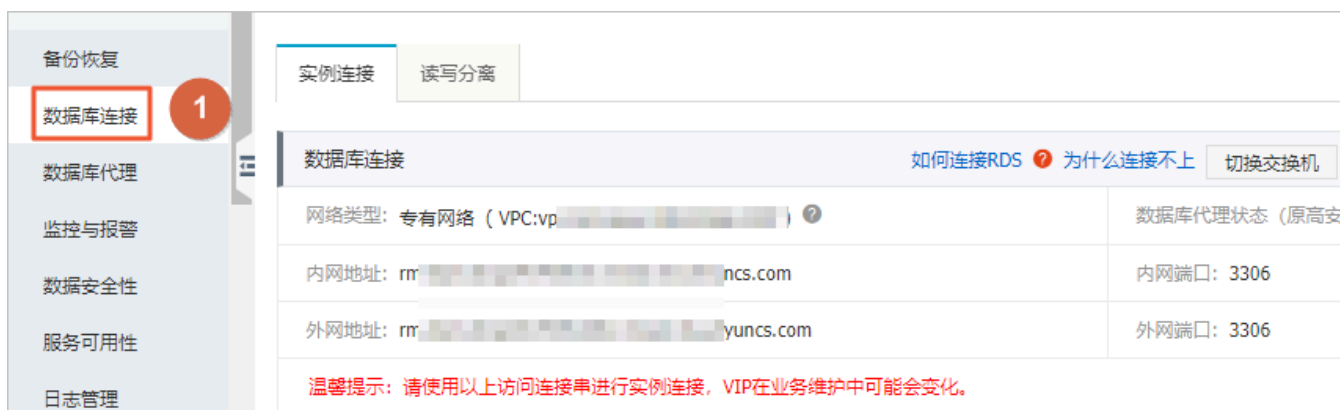 备份恢复
数据库连接
1
数据库代理
监控与报警
数据安全性
服务可用性
日志管理
实例连接 读写分离
数据库连接 如何连接RDS ? 为什么连接不上 切换交换机
网络类型: 专有网络 ( VPC:vp ) ? 数据库代理状态（原高安
内网地址: rm ncs.com 内网端口: 3306
外网地址: rm yuncs.com 外网端口: 3306
温馨提示：请使用以上访问连接串进行实例连接，VIP在业务维护中可能会变化。